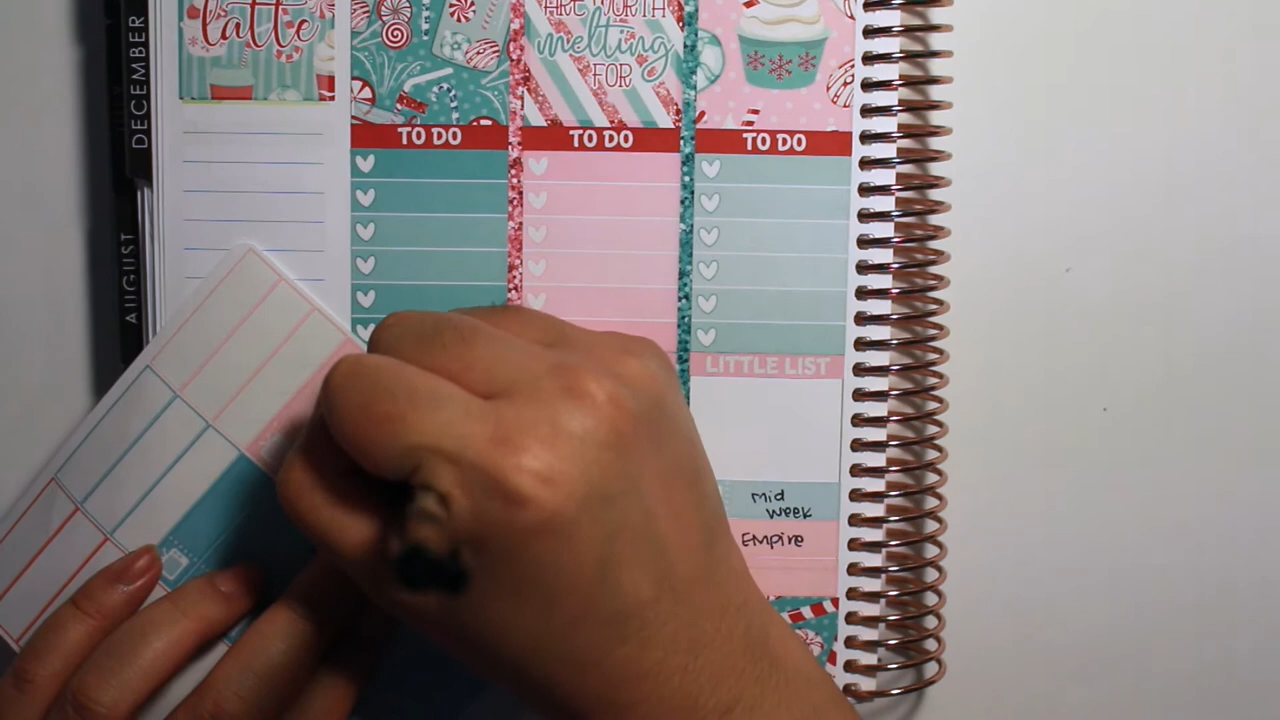 latte
ARE WORTH
melting
FOR
DECEMBER
AUGUST
TO DO
TO DO
TO DO
LITTLE LIST
Mid
Week
Empire